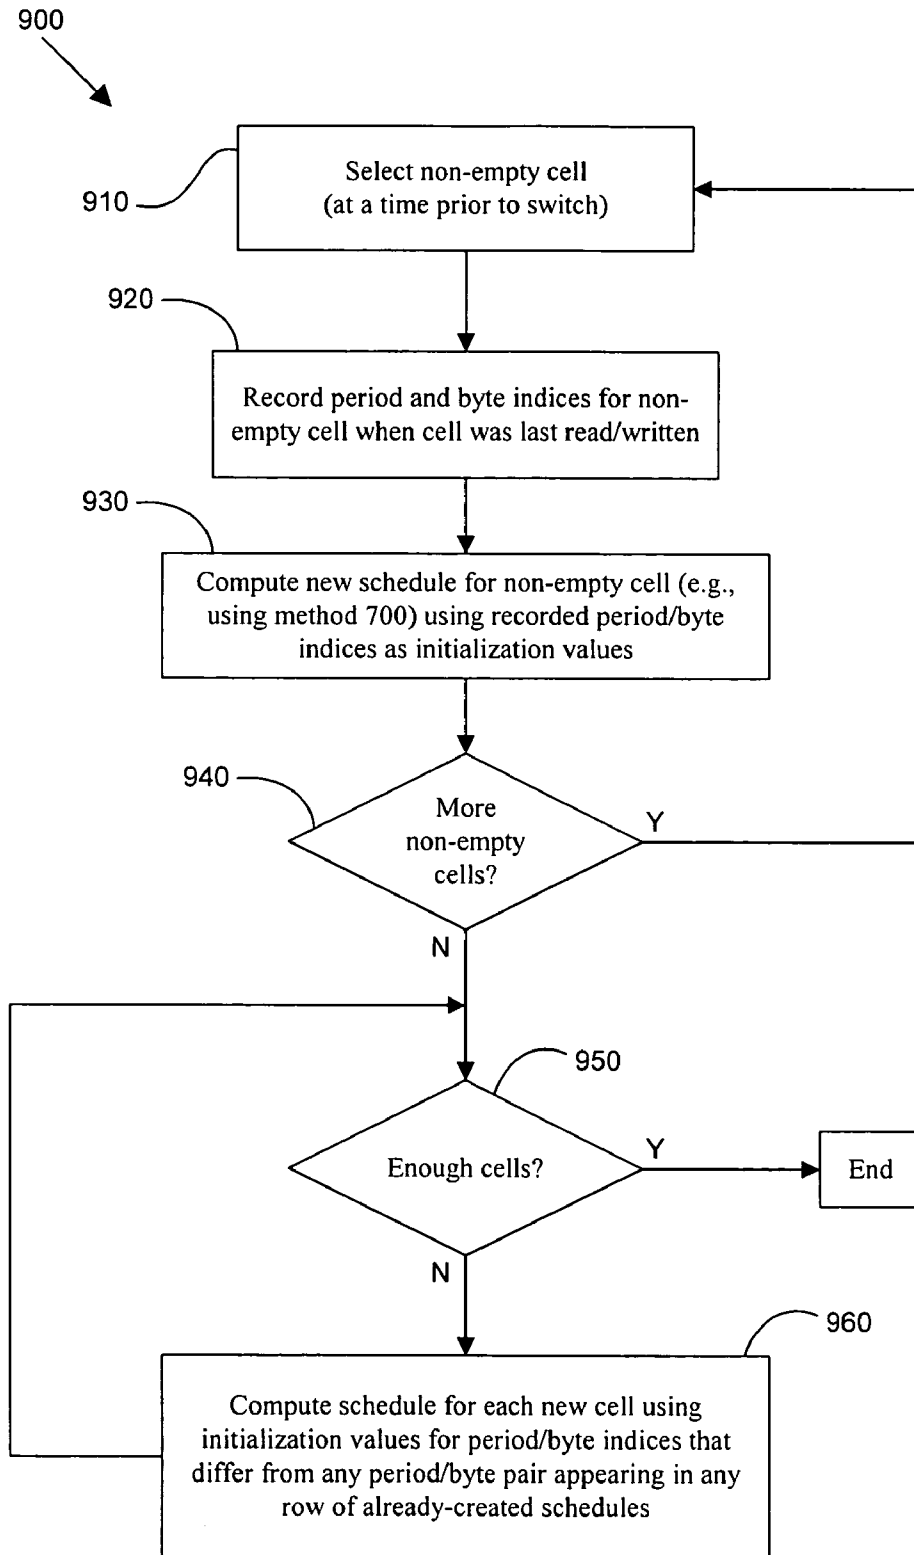 900
910
Select non-empty cell
(at a time prior to switch)
920
Record period and byte indices for non-
empty cell when cell was last read/written
930
Compute new schedule for non-empty cell (e.g.,
using method 700) using recorded period/byte
indices as initialization values
940
More
non-empty
cells?
Y
N
950
Enough cells?
Y
End
N
960
Compute schedule for each new cell using
initialization values for period/byte indices that
differ from any period/byte pair appearing in any
row of already-created schedules